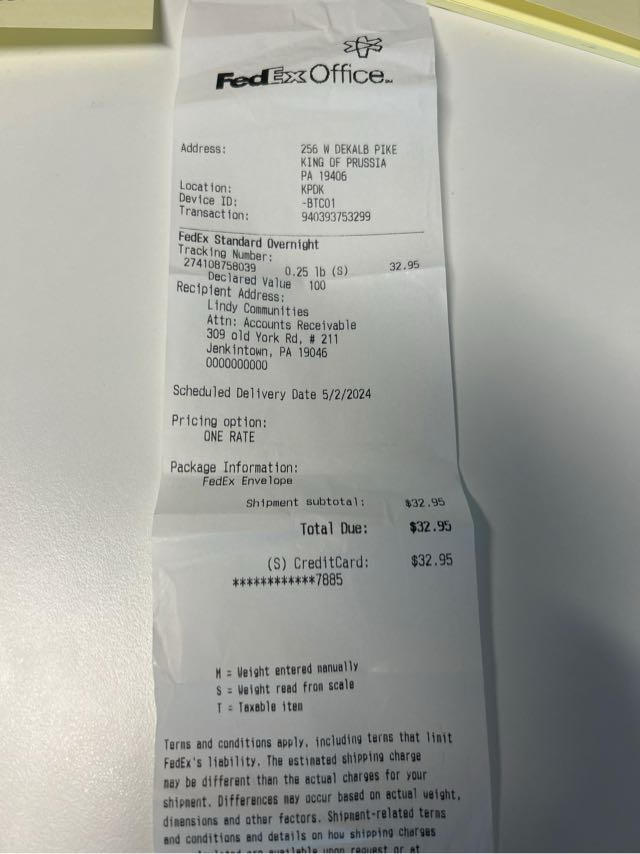 FedEx Office
Address: 256 W DEKALB PIKE
KING OF PRUSSIA
PA 19406
Location: KPDK
Device ID: -BTC01
Transaction: 940393753299
FedEx Standard Overnight
Tracking Number:
274108758039 0.25 lb (S) 32.95
Declared Value 100
Recipient Address:
Lindy Communities
Attn: Accounts Receivable
309 old York Rd, # 211
Jenkintown, PA 19046
0000000000
Scheduled Delivery Date 5/2/2024
Pricing option:
ONE RATE
Package Information:
FedEx Envelope
Shipment subtotal: $32.95
Total Due: $32.95
(S) CreditCard: $32.95
************7885
M = Weight entered manually
S = Weight read from scale
T = Taxable item
Terms and conditions apply, including terms that limit
FedEx's liability. The estimated shipping charge
may be different than the actual charges for your
shipment. Differences may occur based on actual weight,
dimensions and other factors. Shipment-related terms
and conditions and details on how shipping charges
are available upon request or at